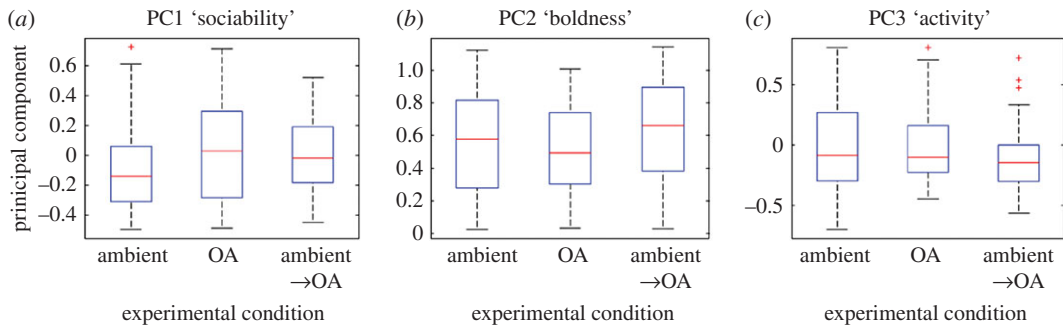 (a) PC1 ‘sociability’
prinicipal component
0.6
0.4
0.2
0
−0.2
−0.4
ambient OA ambient
→OA
experimental condition
(b) PC2 ‘boldness’
1.0
0.8
0.6
0.4
0.2
0
ambient OA ambient
→OA
experimental condition
(c) PC3 ‘activity’
0.5
0
−0.5
ambient OA ambient
→OA
experimental condition